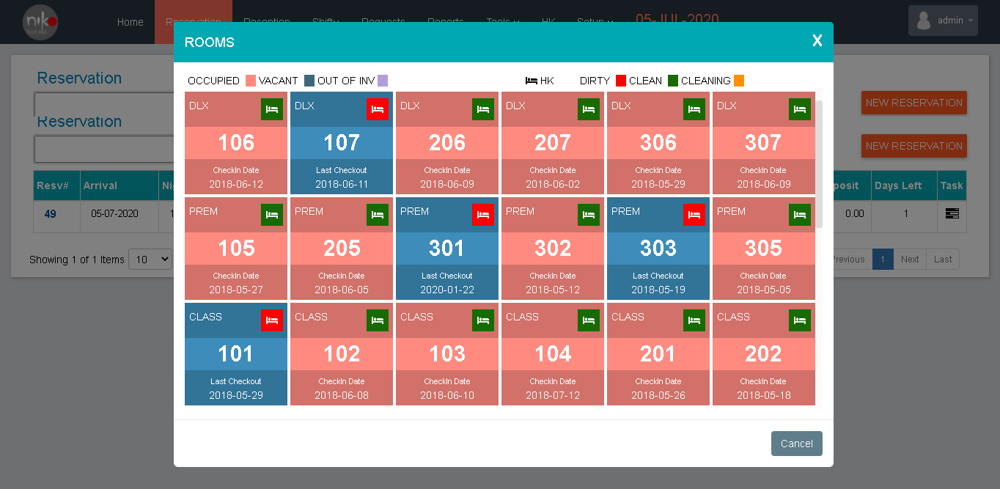 niko
hotels
Home Reservation Reception Shift Requests Reports Tools HK Setup 05-JUL-2020 admin
ROOMS X
Reservation
Reservation
NEW RESERVATION
NEW RESERVATION
OCCUPIED VACANT OUT OF INV HK DIRTY CLEAN CLEANING
DLX DLX DLX DLX DLX DLX
106 107 206 207 306 307
CheckIn Date Last Checkout CheckIn Date CheckIn Date CheckIn Date CheckIn Date
2018-06-12 2018-06-11 2018-06-09 2018-06-02 2018-05-29 2018-06-09
PREM PREM PREM PREM PREM PREM
105 205 301 302 303 305
CheckIn Date CheckIn Date Last Checkout CheckIn Date Last Checkout CheckIn Date
2018-05-27 2018-06-05 2020-01-22 2018-05-12 2018-05-19 2018-05-05
CLASS CLASS CLASS CLASS CLASS CLASS
101 102 103 104 201 202
Last Checkout CheckIn Date CheckIn Date CheckIn Date CheckIn Date CheckIn Date
2018-05-29 2018-06-08 2018-06-10 2018-07-12 2018-05-26 2018-05-18
Resv# Arrival Ni posit Days Left Task
49 05-07-2020 1 0.00 1
Showing 1 of 1 Items 10 Previous 1 Next Last
Cancel